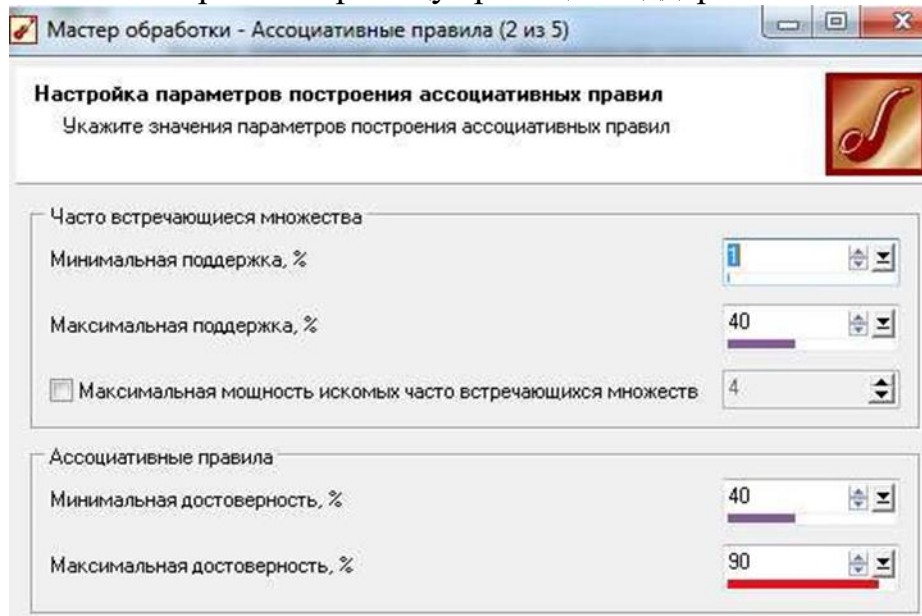 Мастер обработки - Ассоциативные правила (2 из 5)
Настройка параметров построения ассоциативных правил
Укажите значения параметров построения ассоциативных правил
Часто встречающиеся множества
Минимальная поддержка, % 1
Максимальная поддержка, % 40
Максимальная мощность искомых часто встречающихся множеств 4
Ассоциативные правила
Минимальная достоверность, % 40
Максимальная достоверность, % 90